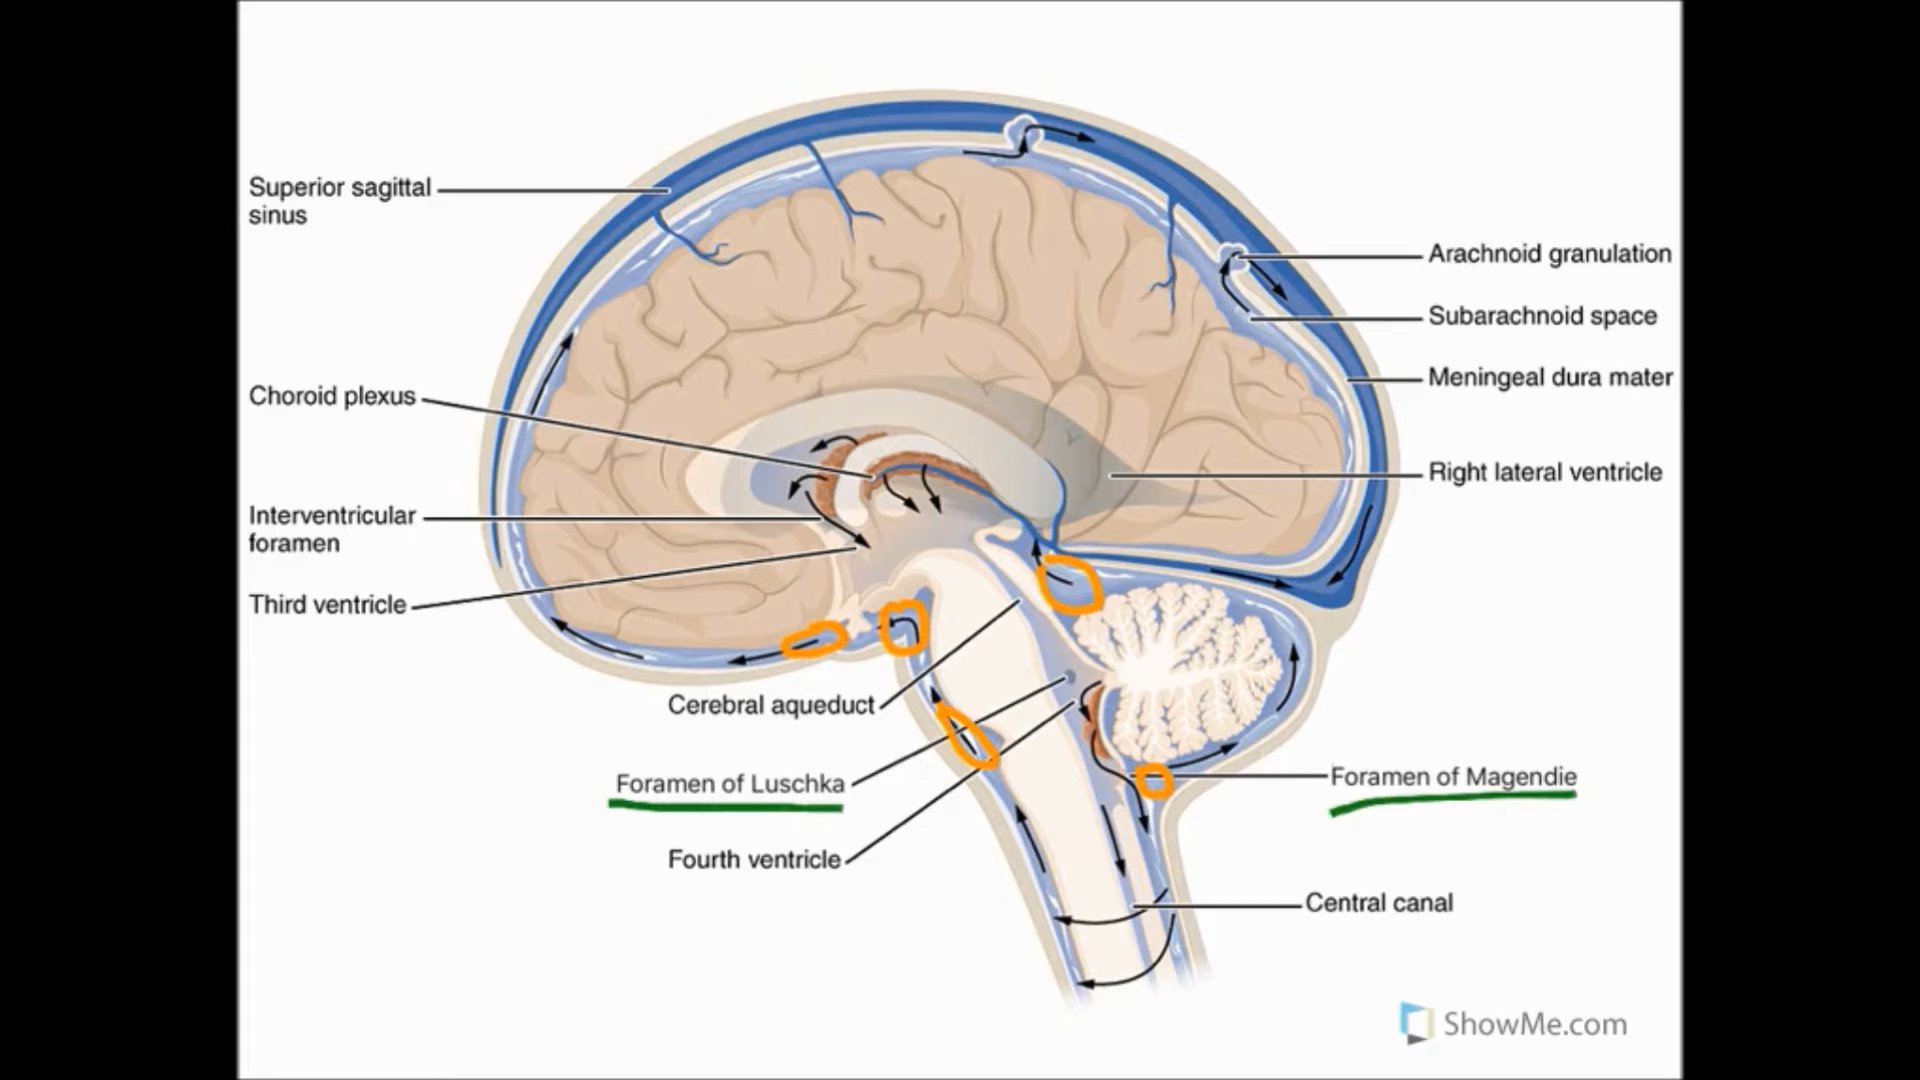 Superior sagittal
sinus
Arachnoid granulation
Subarachnoid space
Meningeal dura mater
Choroid plexus
Right lateral ventricle
Interventricular
foramen
Third ventricle
Cerebral aqueduct
Foramen of Luschka
Foramen of Magendie
Fourth ventricle
Central canal
ShowMe.com